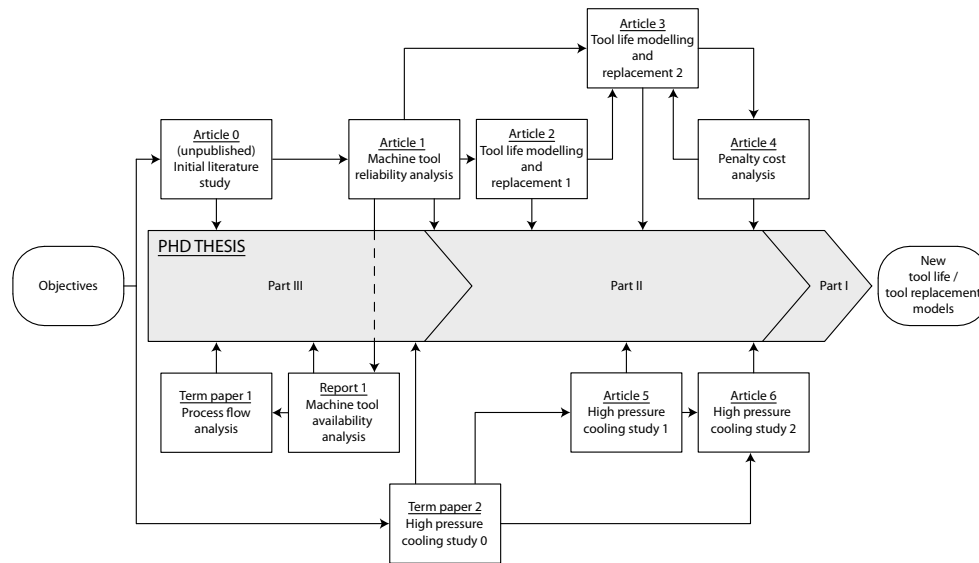 Article 3
Tool life modelling
and
replacement 2
Article 0
(unpublished)
Initial literature
study
Article 1
Machine tool
reliability analysis
Article 2
Tool life modelling
and
replacement 1
Article 4
Penalty cost
analysis
PHD THESIS
Objectives
Part III
Part II
Part I
New
tool life /
tool replacement
models
Term paper 1
Process flow
analysis
Report 1
Machine tool
availability
analysis
Article 5
High pressure
cooling study 1
Article 6
High pressure
cooling study 2
Term paper 2
High pressure
cooling study 0